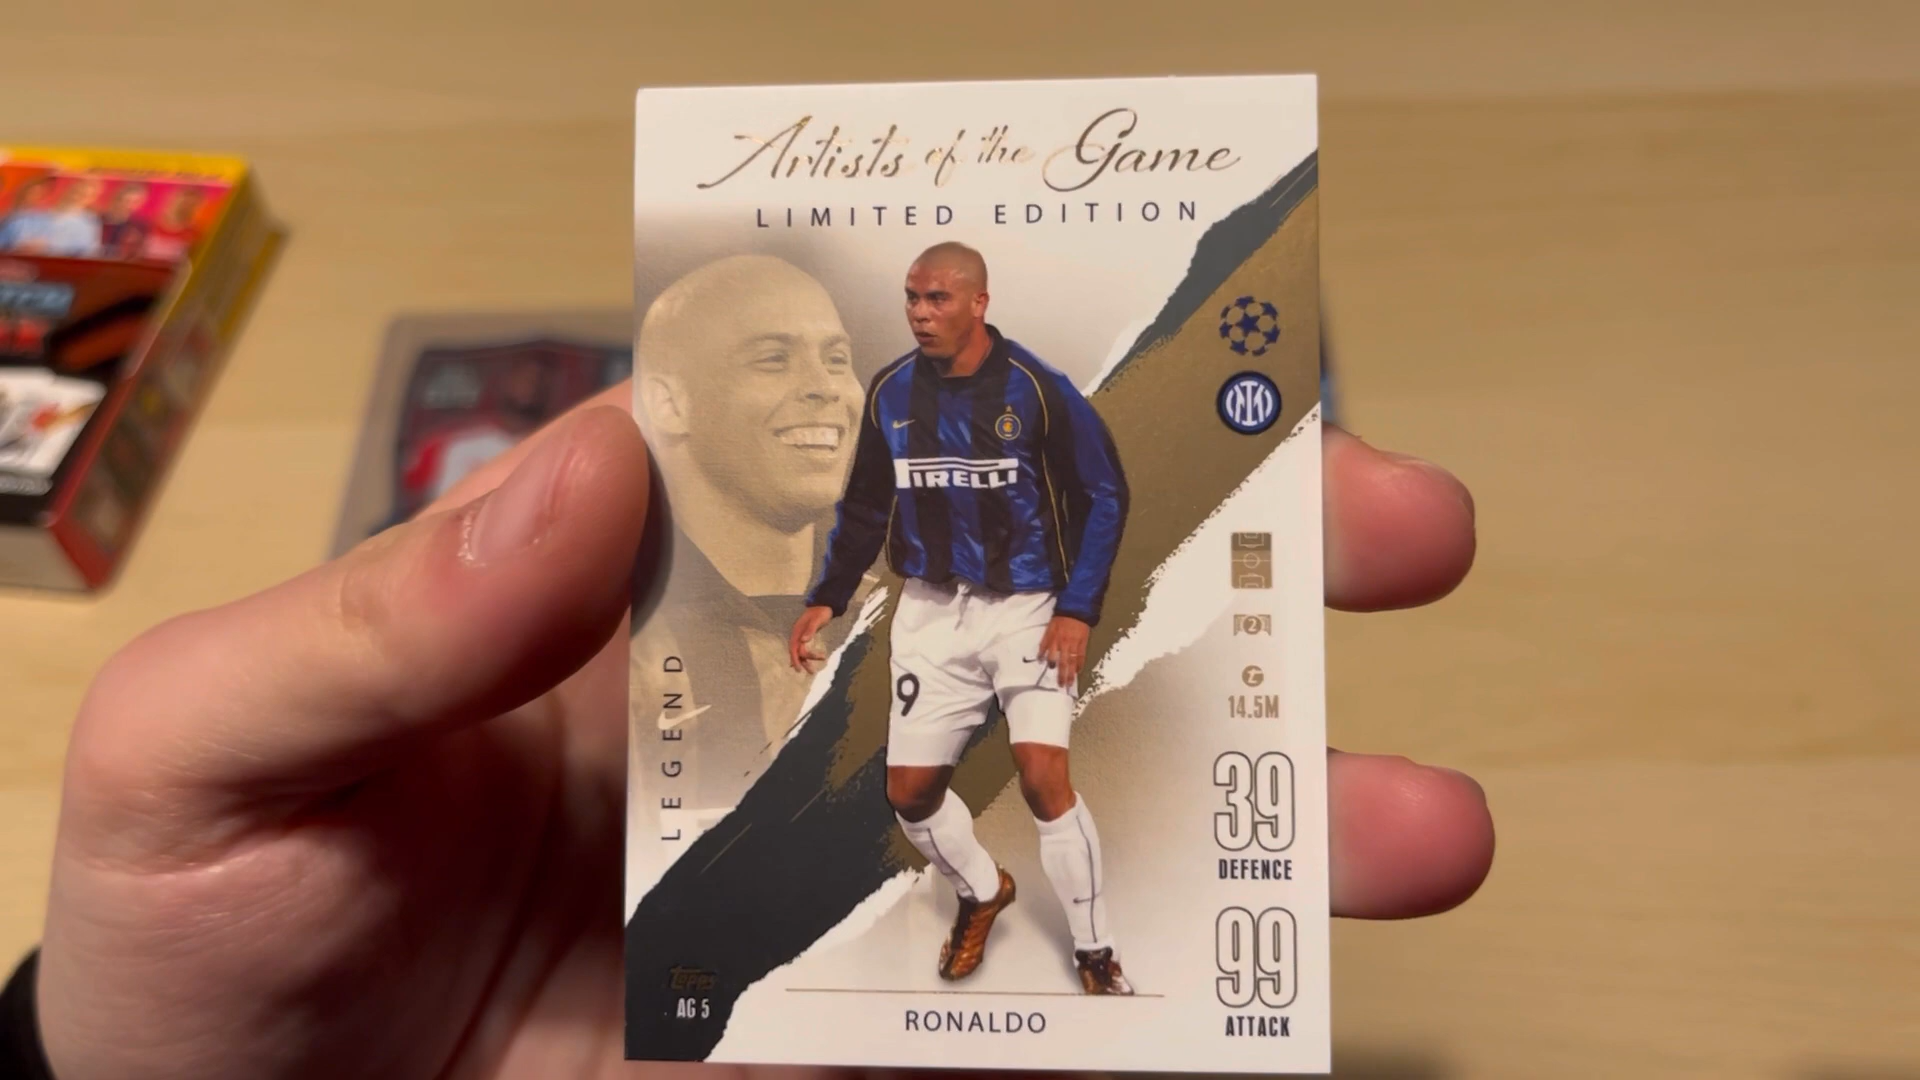 Artists of the Game
LIMITED EDITION
PIRELLI
2
14.5M
9
LEGEND
39
DEFENCE
99
ATTACK
topps
AG 5
RONALDO